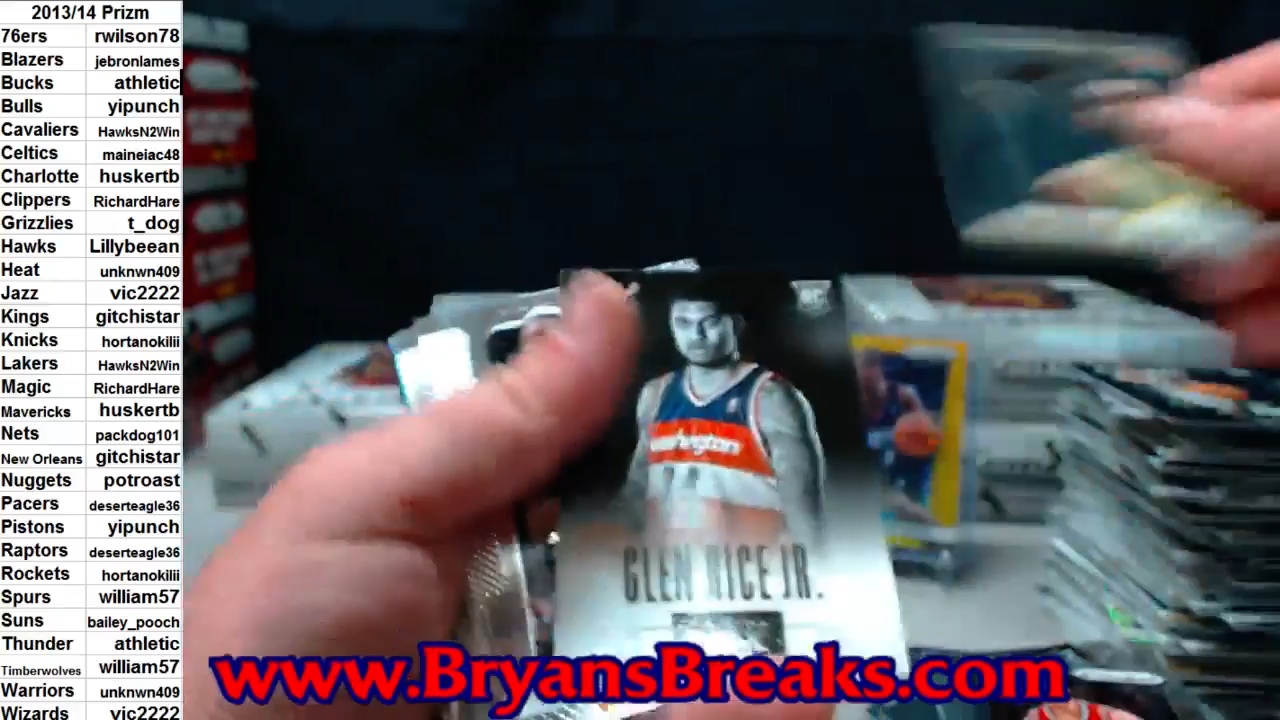 2013/14 Prizm
76ers rwilson78
Blazers jebronlames
Bucks athletic
Bulls yipunch
Cavaliers HawksN2Win
Celtics maineiac48
Charlotte huskertb
Clippers RichardHare
Grizzlies t_dog
Hawks Lillybeean
Heat unknwn409
Jazz vic2222
Kings gitchistar
Knicks hortanokilii
Lakers HawksN2Win
Magic RichardHare
Mavericks huskertb
Nets packdog101
New Orleans gitchistar
Nuggets potroast
Pacers deserteagle36
Pistons yipunch
Raptors deserteagle36
Rockets hortanokilii
Spurs william57
Suns bailey_pooch
Thunder athletic
Timberwolves william57
Warriors unknwn409
Wizards vic2222
RC
washington
GLEN RICE JR.
www.BryansBreaks.com